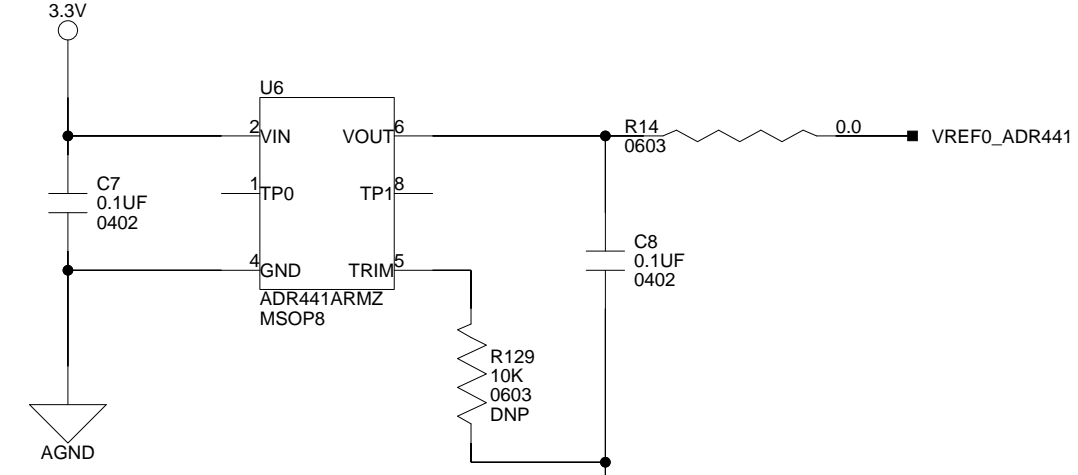 3.3V
U6
2
VIN
VOUT
6
R14
0603
0.0
VREF0_ADR441
C7
0.1UF
0402
1
TP0
TP1
8
C8
0.1UF
0402
4
GND
TRIM
5
ADR441ARMZ
MSOP8
R129
10K
0603
DNP
AGND